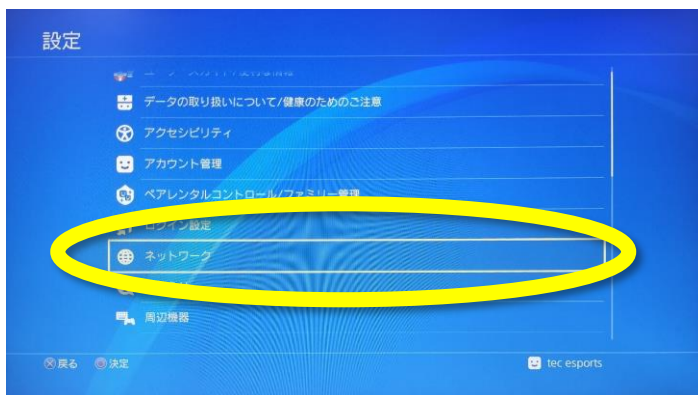 設定
データの取り扱いについて/健康のためのご注意
アクセシビリティ
アカウント管理
ペアレンタルコントロール/ファミリー管理
ログイン設定
ネットワーク
周辺機器
戻る 決定
tec esports